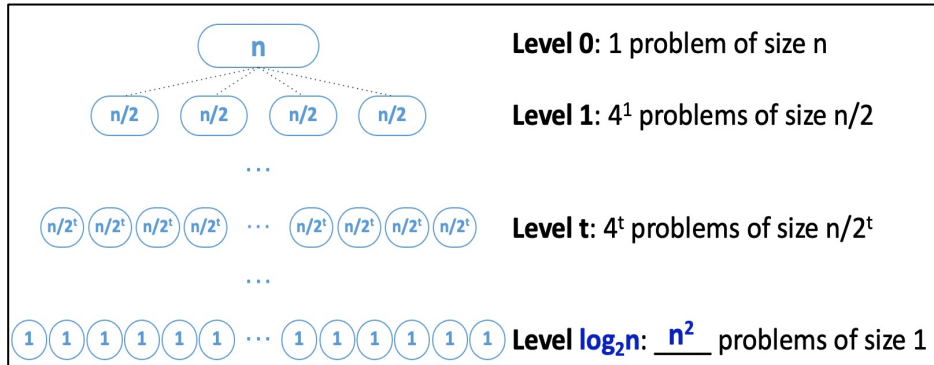 n Level 0: 1 problem of size n
n/2 n/2 n/2 n/2 Level 1: 4¹ problems of size n/2
...
n/2ᵗ n/2ᵗ n/2ᵗ n/2ᵗ ... n/2ᵗ n/2ᵗ n/2ᵗ n/2ᵗ Level t: 4ᵗ problems of size n/2ᵗ
...
1 1 1 1 1 1 ... 1 1 1 1 1 1 Level log₂n: n² problems of size 1